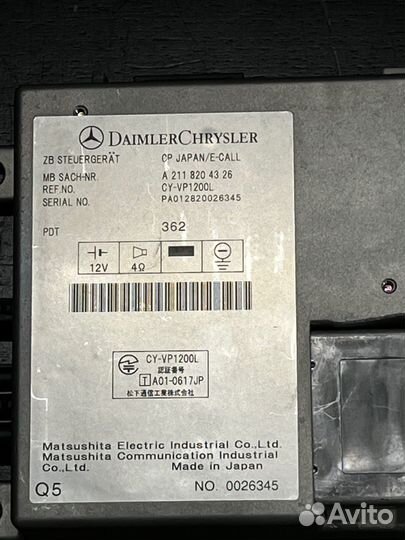 DAIMLERCHRYSLER
ZB STEUERGERÄT CP JAPAN/E-CALL
MB SACH-NR. A 211 820 43 26
REF.NO. CY-VP1200L
SERIAL NO. PA012820026345
PDT 362
12V 4Ω
CY-VP1200L
認証番号
T A01-0617JP
松下通信工業株式会社
Matsushita Electric Industrial Co.,Ltd.
Matsushita Communication Industrial
Co.,Ltd. Made in Japan
Q5 NO. 0026345
Avito